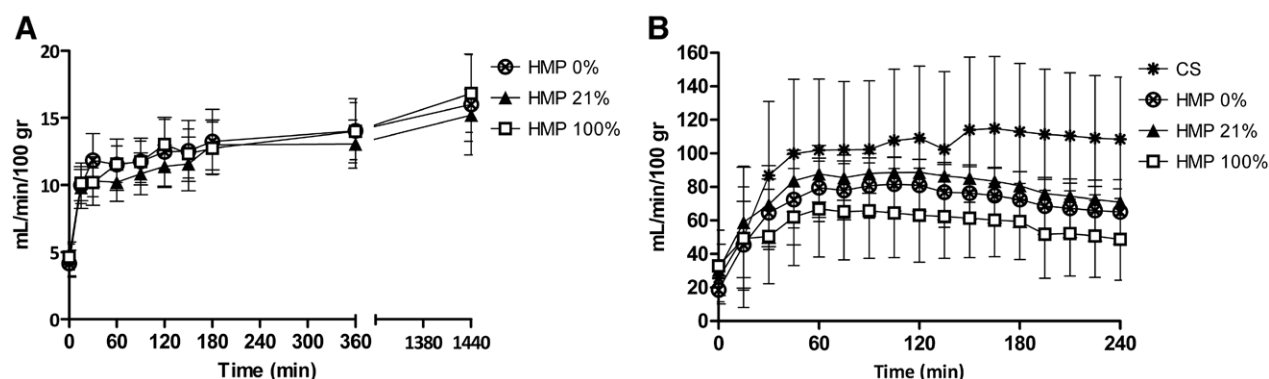 A
mL/min/100 gr
20
15
10
5
0
0 60 120 180 240 300 360 1380 1440
Time (min)
HMP 0%
HMP 21%
HMP 100%
B
mL/min/100 gr
160
140
120
100
80
60
40
20
0
0 60 120 180 240
Time (min)
CS
HMP 0%
HMP 21%
HMP 100%